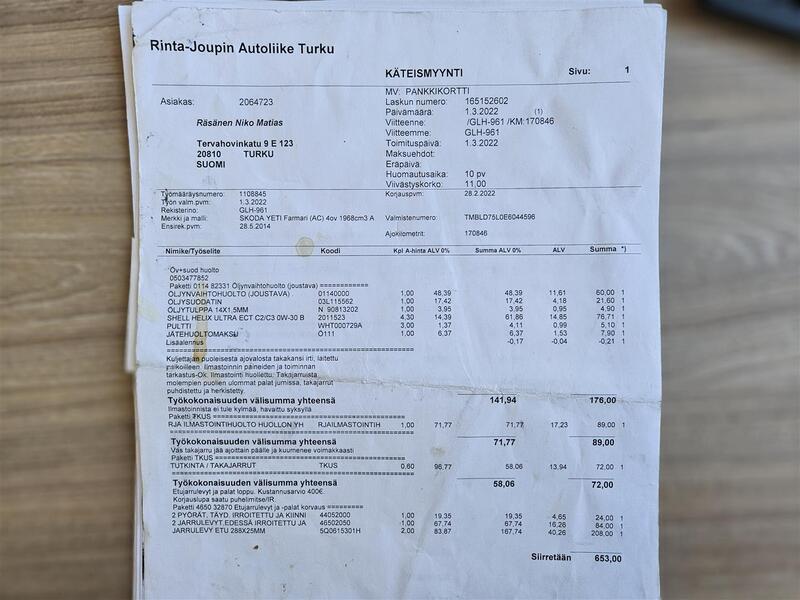 Rinta-Joupin Autoliike Turku
KÄTEISMYYNTI Sivu: 1
MV: PANKKIKORTTI
Asiakas: 2064723 Laskun numero: 165152602
Päivämäärä: 1.3.2022 (1)
Räsänen Niko Matias Viitteenne: /GLH-961 /KM:170846
Viitteemme: GLH-961
Tervahovinkatu 9 E 123 Toimituspäivä: 1.3.2022
20810 TURKU Maksuehdot:
SUOMI Eräpäivä:
Huomautusaika: 10 pv
Viivästyskorko: 11,00
Työmääräysnumero: 1108845 Korjauspvm: 28.2.2022
Työn valm.pvm: 1.3.2022
Rekisterino: GLH-961
Merkki ja malli: SKODA YETI Farmari (AC) 4ov 1968cm3 A Valmistenumero: TMBLD75L0E6044596
Ensirek.pvm: 28.5.2014
Ajokilometrit: 170846
Nimike/Työselite Koodi Kpl A-hinta ALV 0% Summa ALV 0% ALV Summa *)
Öv+suod huolto
0503477852
Paketti 0114 82331 Öljynvaihtohuolto (joustava) ============
ÖLJYNVAIHTOHUOLTO (JOUSTAVA) . 01140000 1,00 48,39 48,39 11,61 60,00 1
ÖLJYSUODATIN 03L115562 1,00 17,42 17,42 4,18 21,60 1
ÖLJYTULPPA 14X1,5MM N 90813202 1,00 3,95 3,95 0,95 4,90 1
SHELL HELIX ULTRA ECT C2/C3 0W-30 B 2011523 4,30 14,39 61,86 14,85 76,71 1
PULTTI WHT000729A 3,00 1,37 4,11 0,99 5,10 1
JÄTEHUOLTOMAKSU Ö111 1,00 6,37 6,37 1,53 7,90 1
Lisäalennus -0,17 -0,04 -0,21 1
Kuljettajan puoleisesta ajovalosta takakansi irti, laitettu
paikoilleen. Ilmastoinnin paineiden ja toiminnan
tarkastus-Ok. Ilmastointi huollettu. Takajarruista
molempien puolien ulommat palat jumissa, takajarrut
puhdistettu ja herkistetty.
Työkokonaisuuden välisumma yhteensä 141,94 176,00
Ilmastoinnista ei tule kylmää, havaittu syksyllä
Paketti TKUS ============================================
RJA ILMASTOINTIHUOLTO HUOLLON YH RJAILMASTOINTIH 1,00 71,77 71,77 17,23 89,00 1
Työkokonaisuuden välisumma yhteensä 71,77 89,00
Vas takajarru jää ajoittain päälle ja kuumenee voimakkaasti
Paketti TKUS ============================================
TUTKINTA / TAKAJARRUT TKUS 0,60 96,77 58,06 13,94 72,00 1
Työkokonaisuuden välisumma yhteensä 58,06 72,00
Etujarrulevyt ja palat loppu. Kustannusarvio 400€.
Korjauslupa saatu puhelimitse/IR.
Paketti 4650 32870 Etujarrulevyt ja -palat korvaus =========
2 PYÖRÄT. TÄYD. IRROITETTU JA KIINNI 44052000 1,00 19,35 19,35 4,65 24,00 1
2 JARRULEVYT.EDESSÄ IRROITETTU JA 46502050 1,00 67,74 67,74 16,26 84,00 1
JARRULEVY ETU 288X25MM 5Q0615301H 2,00 83,87 167,74 40,26 208,00 1
Siirretään 653,00